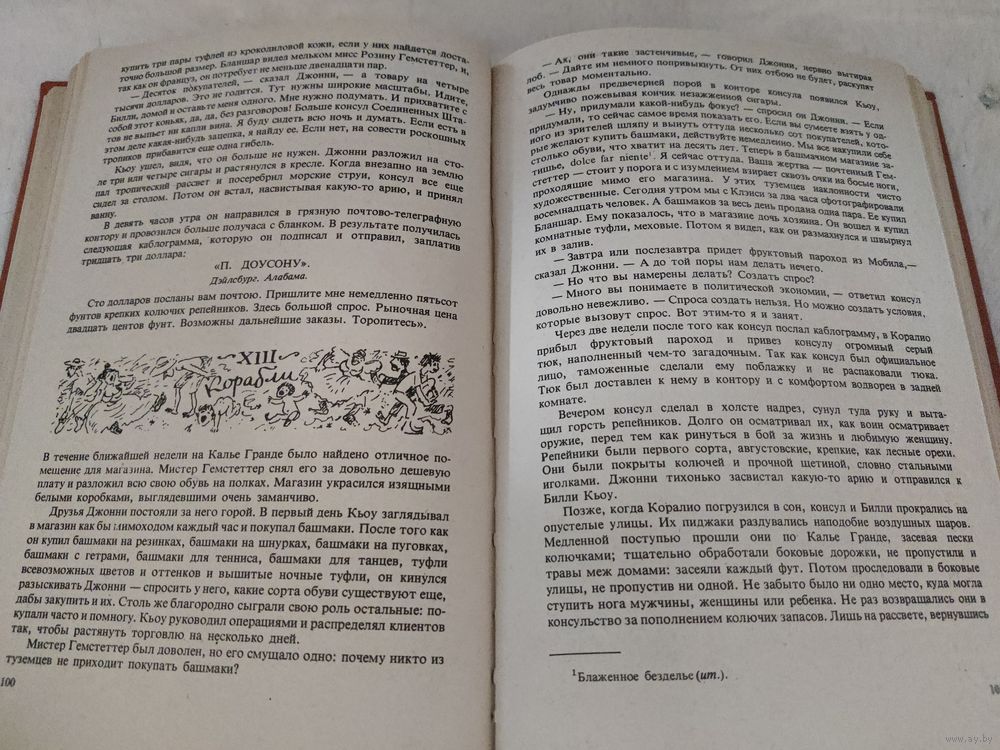 купить три пары туфлей из крокодиловой кожи, если у них найдется доста-
точно большой размер. Бланшар видел мельком мисс Розину Гемстеттер, и,
так как он француз, он потребует не меньше двенадцати пар.
— Десяток покупателей, — сказал Джонни, — а товару на четыре
тысячи долларов. Это не годится. Тут нужны широкие масштабы. Идите,
Билли, домой и оставьте меня одного. Мне нужно подумать. И прихватите с
собой этот коньяк, да, да, без разговоров! Больше консул Соединенных Шта-
тов не выпьет ни капли вина. Я буду сидеть всю ночь и думать. Если есть в
этом деле какая-нибудь зацепка, я найду ее. Если нет, на совести роскошных
тропиков прибавится еще одна гибель.
Кьоу ушел, видя, что он больше не нужен. Джонни разложил на сто-
ле три или четыре сигары и растянулся в кресле. Когда внезапно на землю
пал тропический рассвет и посеребрил морские струи, консул все еще
сидел за столом. Потом он встал, насвистывая какую-то арию, и принял
ванну.
В девять часов утра он направился в грязную почтово-телеграфную
контору и провозился больше получаса с бланком. В результате получилась
следующая каблограмма, которую он подписал и отправил, заплатив
тридцать три доллара:
«П. ДОУСОНУ».
Дэйлсбург. Алабама.
Сто долларов посланы вам почтою. Пришлите мне немедленно пятьсот
фунтов крепких колючих репейников. Здесь большой спрос. Рыночная цена
двадцать центов фунт. Возможны дальнейшие заказы. Торопитесь».
XIII
Корабли
В течение ближайшей недели на Калье Гранде было найдено отличное по-
мещение для магазина. Мистер Гемстеттер снял его за довольно дешевую
плату и разложил всю свою обувь на полках. Магазин украсился изящными
белыми коробками, выглядевшими очень заманчиво.
Друзья Джонни постояли за него горой. В первый день Кьоу заглядывал
в магазин как бы мимоходом каждый час и покупал башмаки. После того как
он купил башмаки на резинках, башмаки на шнурках, башмаки на пуговках,
башмаки с гетрами, башмаки для тенниса, башмаки для танцев, туфли
всевозможных цветов и оттенков и вышитые ночные туфли, он кинулся
разыскивать Джонни — спросить у него, какие сорта обуви существуют еще,
дабы закупить и их. Столь же благородно сыграли свою роль остальные: по-
купали часто и помногу. Кьоу руководил операциями и распределял клиентов
так, чтобы растянуть торговлю на несколько дней.
Мистер Гемстеттер был доволен, но его смущало одно: почему никто из
туземцев не приходит покупать башмаки?
100
— Ах, они такие застенчивые, — говорил Джонни, нервно вытирая
лоб. — Дайте им немного попривыкнуть. От них отбою не будет, раскупят
весь товар моментально.
Однажды предвечерней порой в конторе консула появился Кьоу,
задумчиво пожевывая кончик незажженной сигары.
— Ну, придумали какой-нибудь фокус? — спросил он Джонни. — Если
придумали, то сейчас самое время показать его. Если вы сумеете взять у од-
ного из зрителей шляпу и вынуть оттуда несколько сот покупателей, кото-
рые желают купить башмаки, действуйте немедленно. Мы все накупили себе
столько обуви, что хватит на десять лет. Теперь в башмачном магазине за-
тишье, dolce far niente¹. Я сейчас оттуда. Ваша жертва — почтенный Гем-
стеттер — стоит у порога и с изумлением взирает сквозь очки на босые ноги,
проходящие мимо его магазина. У этих туземцев наклонности чисто
художественные. Сегодня утром мы с Клэнси за два часа сфотографировали
восемнадцать человек. А башмаков за весь день продана одна пара. Ее купил
Бланшар. Ему показалось, что в магазине дочь хозяина. Он вошел и купил
комнатные туфли, меховые. Потом я видел, как он размахнулся и швырнул
их в залив.
— Завтра или послезавтра придет фруктовый пароход из Мобила,—
сказал Джонни. — А до той поры нам делать нечего.
— Но что вы намерены делать? Создать спрос?
— Много вы понимаете в политической экономии, — ответил консул
довольно невежливо. — Спроса создать нельзя. Но можно создать условия,
которые вызовут спрос. Вот этим-то я и занят.
Через две недели после того как консул послал каблограмму, в Коралио
прибыл фруктовый пароход и привез консулу огромный серый
тюк, наполненный чем-то загадочным. Так как консул был официальное
лицо, таможенные сделали ему поблажку и не распаковали тюка.
Тюк был доставлен к нему в контору и с комфортом водворен в задней
комнате.
Вечером консул сделал в холсте надрез, сунул туда руку и выта-
щил горсть репейников. Долго он осматривал их, как воин осматривает
оружие, перед тем как ринуться в бой за жизнь и любимую женщину.
Репейники были первого сорта, августовские, крепкие, как лесные орехи.
Они были покрыты колючей и прочной щетиной, словно стальными
иголками. Джонни тихонько засвистал какую-то арию и отправился к
Билли Кьоу.
Позже, когда Коралио погрузился в сон, консул и Билли прокрались на
опустелые улицы. Их пиджаки раздувались наподобие воздушных шаров.
Медленной поступью прошли они по Калье Гранде, засевая пески
колючками; тщательно обработали боковые дорожки, не пропустили и
травы меж домами: засеяли каждый фут. Потом проследовали в боковые
улицы, не пропустив ни одной. Не забыто было ни одно место, куда могла
ступить нога мужчины, женщины или ребенка. Не раз возвращались они в
консульство за пополнением колючих запасов. Лишь на рассвете, вернувшись
¹ Блаженное безделье (ит.).
10
www.ay.by